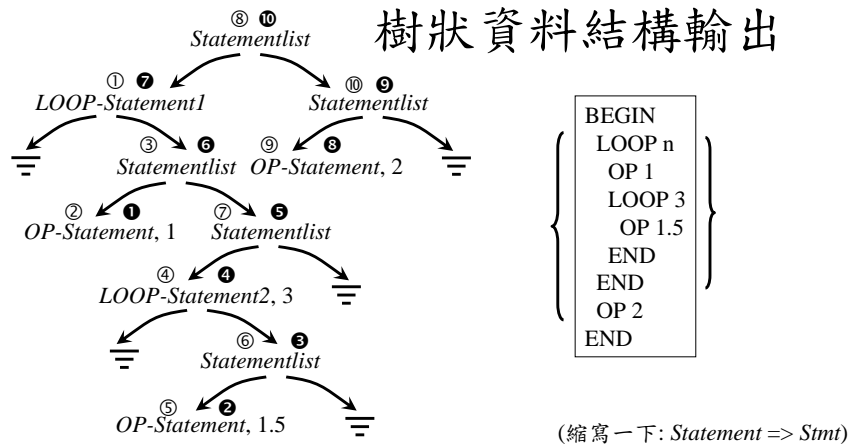 樹狀資料結構輸出
⑧ ❿
Statementlist
① ❼
LOOP-Statement1
⑩ ❾
Statementlist
③ ❻
Statementlist
⑨ ❽
OP-Statement, 2
② ❶
OP-Statement, 1
⑦ ❺
Statementlist
④ ❹
LOOP-Statement2, 3
⑥ ❸
Statementlist
⑤ ❷
OP-Statement, 1.5
BEGIN
LOOP n
OP 1
LOOP 3
OP 1.5
END
END
OP 2
END
(縮寫一下: Statement => Stmt)